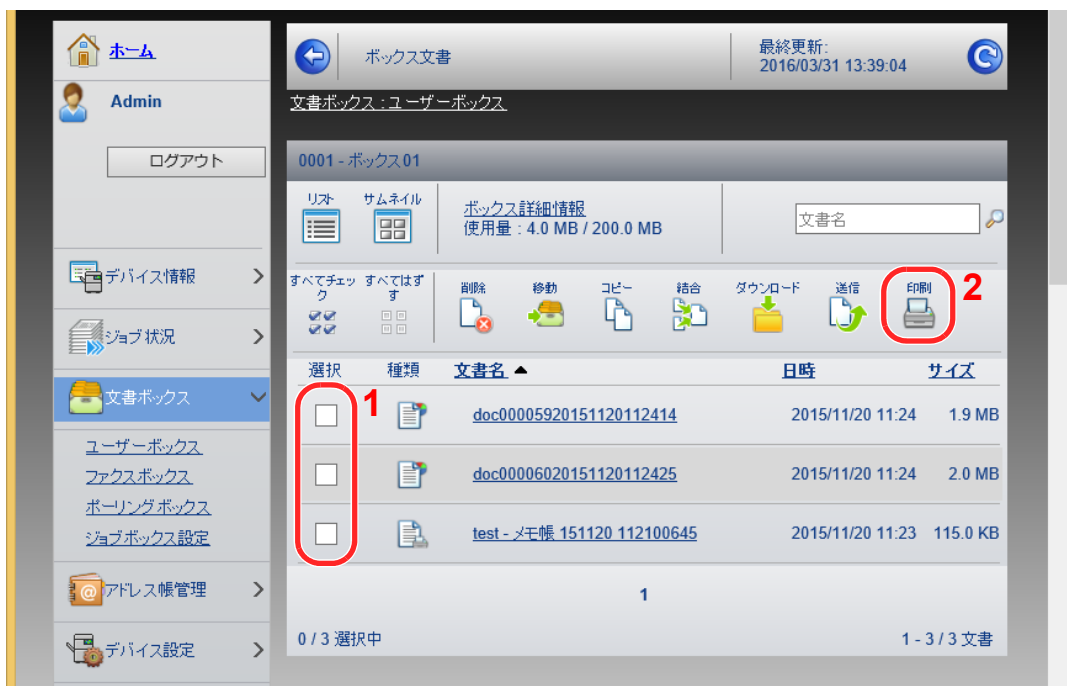 ホーム
Admin
ログアウト
デバイス情報
ジョブ状況
文書ボックス
ユーザーボックス
ファクスボックス
ポーリングボックス
ジョブボックス設定
アドレス帳管理
デバイス設定
ボックス文書
最終更新:
2016/03/31 13:39:04
文書ボックス : ユーザーボックス
0001 - ボックス01
リスト サムネイル
ボックス詳細情報
使用量 : 4.0 MB / 200.0 MB
文書名
すべてチェッ すべてはず 削除 移動 コピー 結合 ダウンロード 送信 印刷 2
ク す
選択 種類 文書名 ▲ 日時 サイズ
1
doc00005920151120112414 2015/11/20 11:24 1.9 MB
doc00006020151120112425 2015/11/20 11:24 2.0 MB
test - メモ帳 151120 112100645 2015/11/20 11:23 115.0 KB
1
0 / 3 選択中 1 - 3 / 3 文書